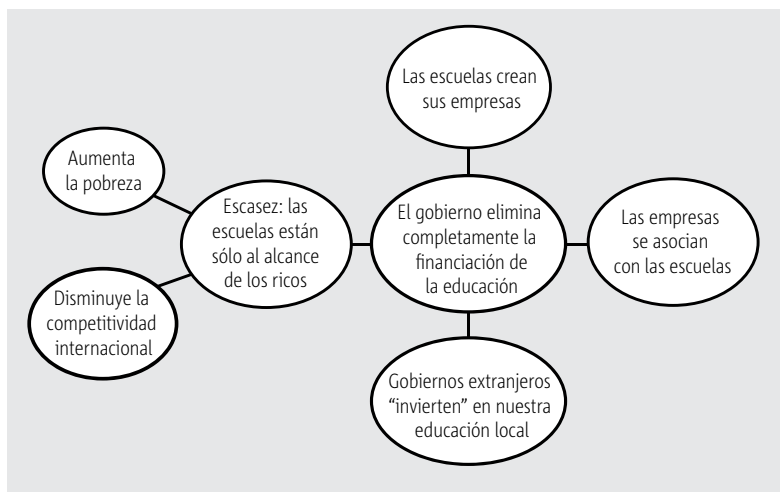 Las escuelas crean
sus empresas
Aumenta
la pobreza
Escasez: las
escuelas están
sólo al alcance
de los ricos
El gobierno elimina
completamente la
financiación de
la educación
Las empresas
se asocian
con las escuelas
Disminuye la
competitividad
internacional
Gobiernos extranjeros
“invierten” en nuestra
educación local